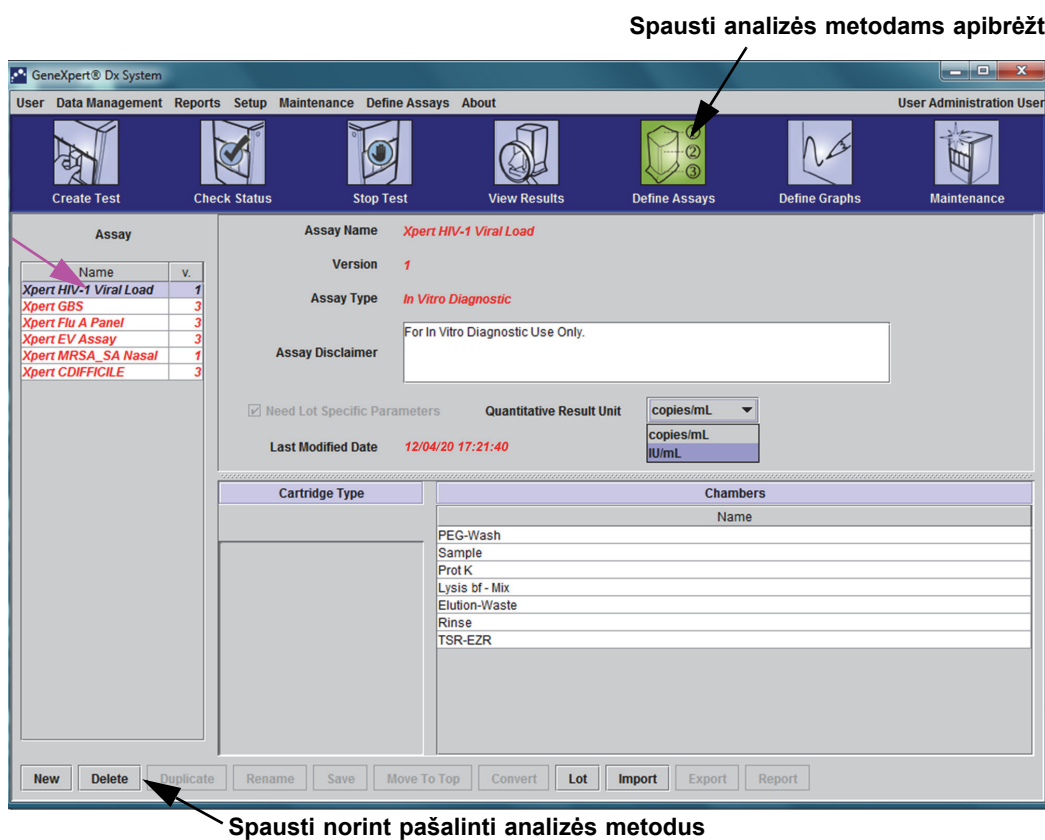 Spausti analizės metodams apibrėžt
GeneXpert® Dx System
User Data Management Reports Setup Maintenance Define Assays About User Administration User
Create Test Check Status Stop Test View Results Define Assays Define Graphs Maintenance
① ② ③
Assay
Name v.
Xpert HIV-1 Viral Load 1
Xpert GBS 3
Xpert Flu A Panel 3
Xpert EV Assay 3
Xpert MRSA_SA Nasal 1
Xpert CDIFFICILE 3
Assay Name Xpert HIV-1 Viral Load
Version 1
Assay Type In Vitro Diagnostic
Assay Disclaimer For In Vitro Diagnostic Use Only.
Need Lot Specific Parameters Quantitative Result Unit copies/mL
copies/mL
IU/mL
Last Modified Date 12/04/20 17:21:40
Cartridge Type Chambers
Name
PEG-Wash
Sample
Prot K
Lysis bf - Mix
Elution-Waste
Rinse
TSR-EZR
New Delete Duplicate Rename Save Move To Top Convert Lot Import Export Report
Spausti norint pašalinti analizės metodus